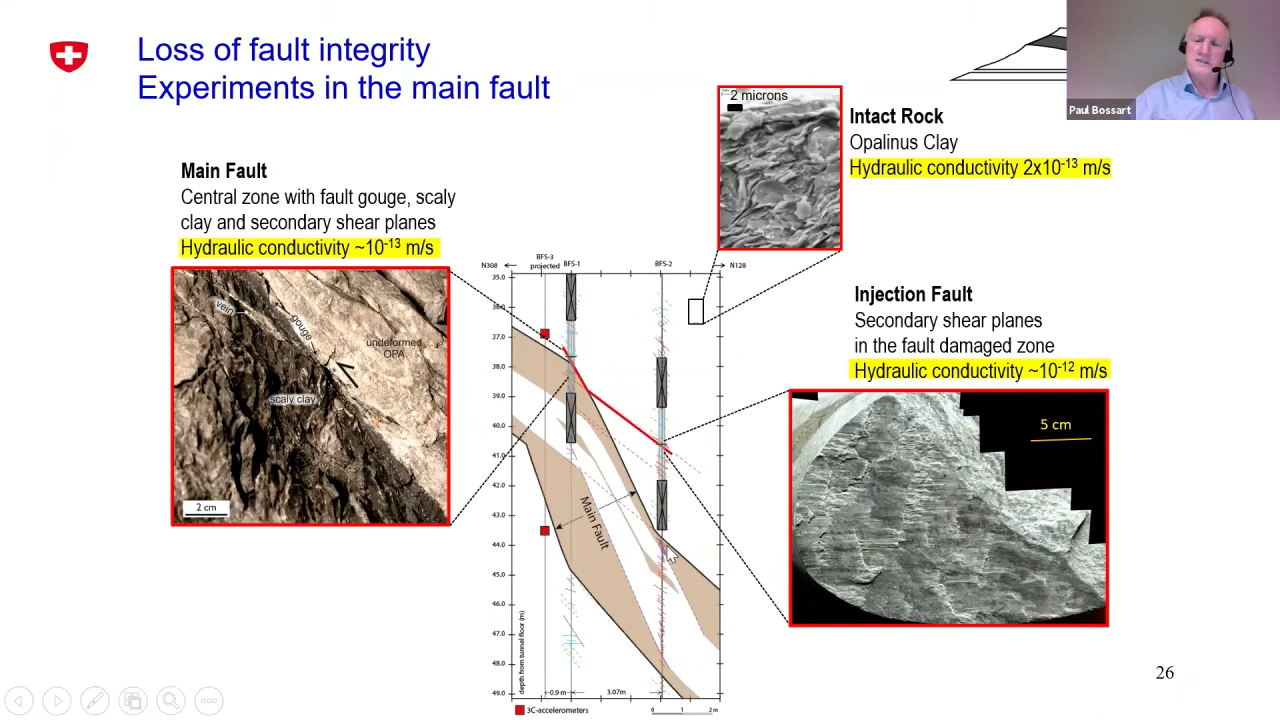 Loss of fault integrity
Experiments in the main fault
Paul Bossart
2 microns
Intact Rock
Opalinus Clay
Hydraulic conductivity 2x10-13 m/s
Main Fault
Central zone with fault gouge, scaly
clay and secondary shear planes
Hydraulic conductivity ~10-13 m/s
vein
gouge
undeformed
OPA
scaly clay
2 cm
BFS-3
projected
BFS-1
BFS-2
N308
N128
35.0
36.0
37.0
38.0
39.0
40.0
41.0
42.0
43.0
44.0
45.0
46.0
47.0
48.0
49.0
Main Fault
depth from tunnel floor (m)
0.9 m
3.07m
3C-accelerometers
0 1 2 m
Injection Fault
Secondary shear planes
in the fault damaged zone
Hydraulic conductivity ~10-12 m/s
5 cm
26